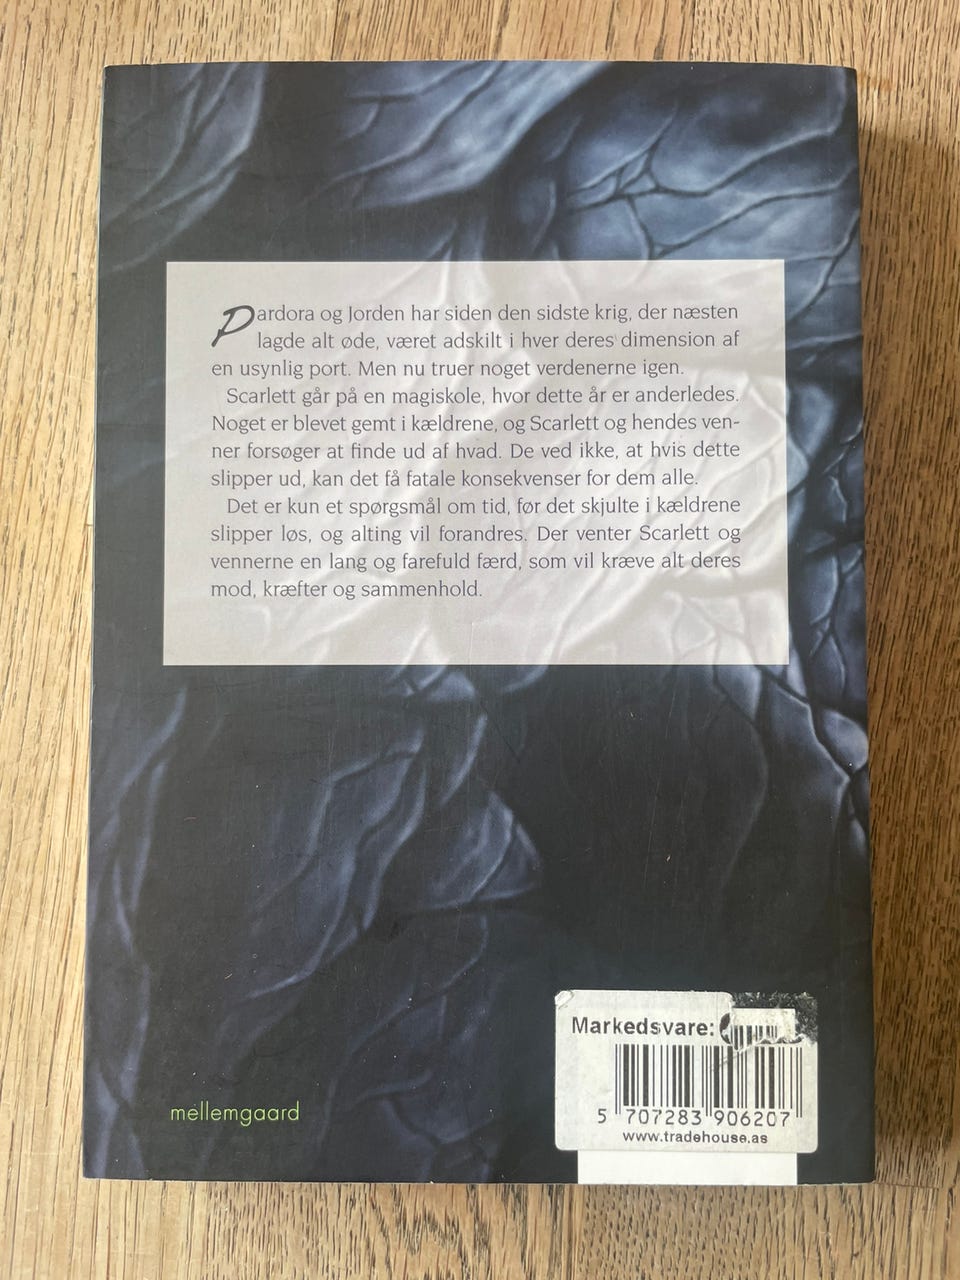 Pardora og Jorden har siden den sidste krig, der næsten
lagde alt øde, været adskilt i hver deres dimension af
en usynlig port. Men nu truer noget verdenerne igen.
Scarlett går på en magiskole, hvor dette år er anderledes.
Noget er blevet gemt i kældrene, og Scarlett og hendes ven-
ner forsøger at finde ud af hvad. De ved ikke, at hvis dette
slipper ud, kan det få fatale konsekvenser for dem alle.
Det er kun et spørgsmål om tid, før det skjulte i kældrene
slipper løs, og alting vil forandres. Der venter Scarlett og
vennerne en lang og farefuld færd, som vil kræve alt deres
mod, kræfter og sammenhold.
Markedsvare:
5 707283 906207
www.tradehouse.as
mellemgaard